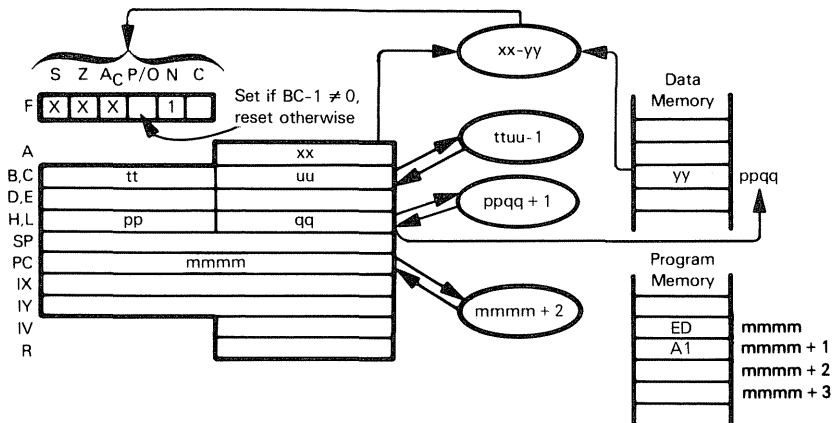 xx-yy
S Z AC P/O N C
F X X X 1
Set if BC-1 ≠ 0,
reset otherwise
Data
Memory
ttuu-1
A xx
B,C tt uu
yy ppqq
D,E
ppqq + 1
H,L pp qq
SP
PC mmmm
Program
Memory
IX
IY
mmmm + 2
IV
R
ED mmmm
A1 mmmm + 1
mmmm + 2
mmmm + 3